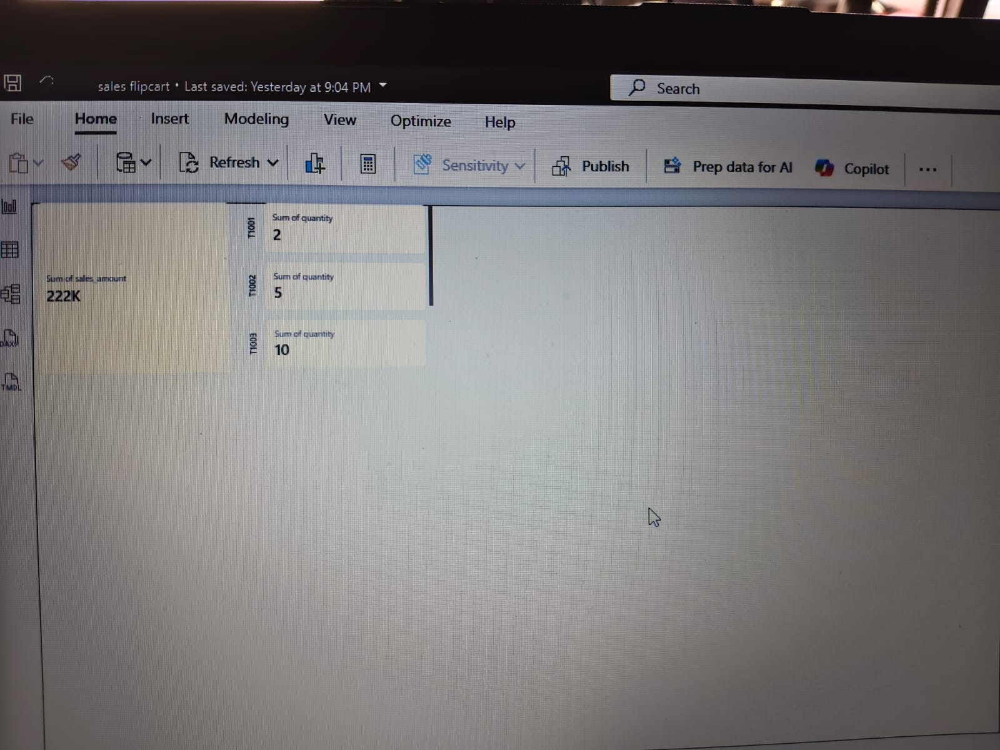 sales flipcart • Last saved: Yesterday at 9:04 PM
Search
File Home Insert Modeling View Optimize Help
Refresh Sensitivity Publish Prep data for AI Copilot ...
Sum of sales_amount
222K
T1001
Sum of quantity
2
T1002
Sum of quantity
5
T1003
Sum of quantity
10
DAX
TMDL